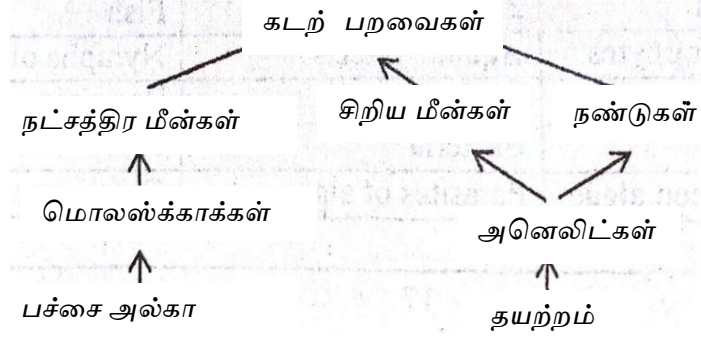 கடற் பறவைகள்
நட்சத்திர மீன்கள் சிறிய மீன்கள் நண்டுகள்
மொலஸ்க்காக்கள் அனெலிட்கள்
பச்சை அல்கா தயற்றம்